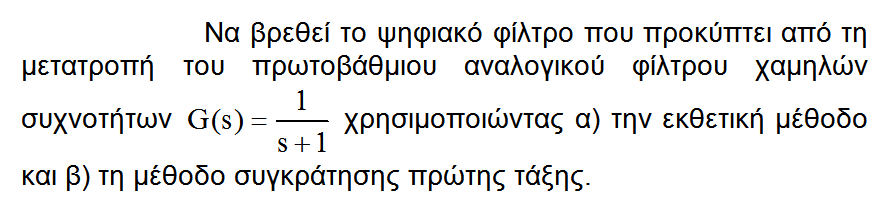 Να βρεθεί το ψηφιακό φίλτρο που προκύπτει από τη
μετατροπή του πρωτοβάθμιου αναλογικού φίλτρου χαμηλών
συχνοτήτων G(s) = 1/(s+1) χρησιμοποιώντας α) την εκθετική μέθοδο
και β) τη μέθοδο συγκράτησης πρώτης τάξης.